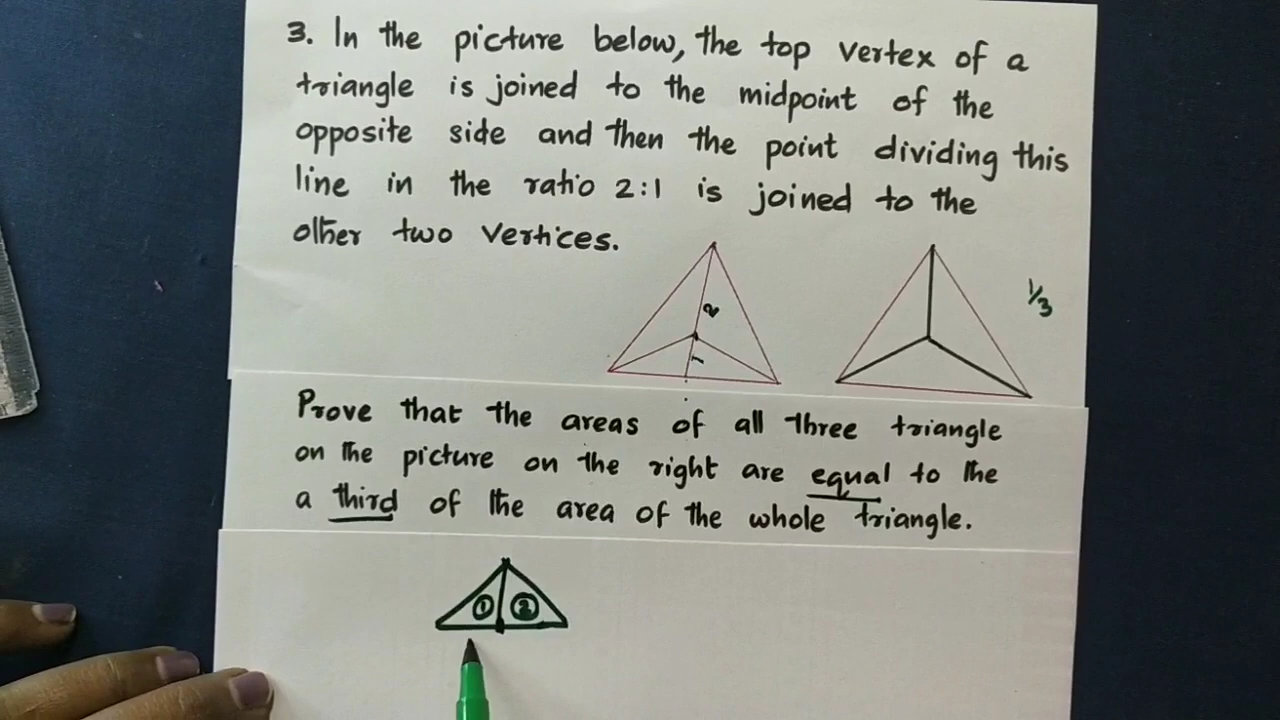 3. In the picture below, the top vertex of a
triangle is joined to the midpoint of the
opposite side and then the point dividing this
line in the ratio 2:1 is joined to the
other two vertices.
2
1
1/3
Prove that the areas of all three triangle
on the picture on the right are equal to the
a third of the area of the whole triangle.
① ②